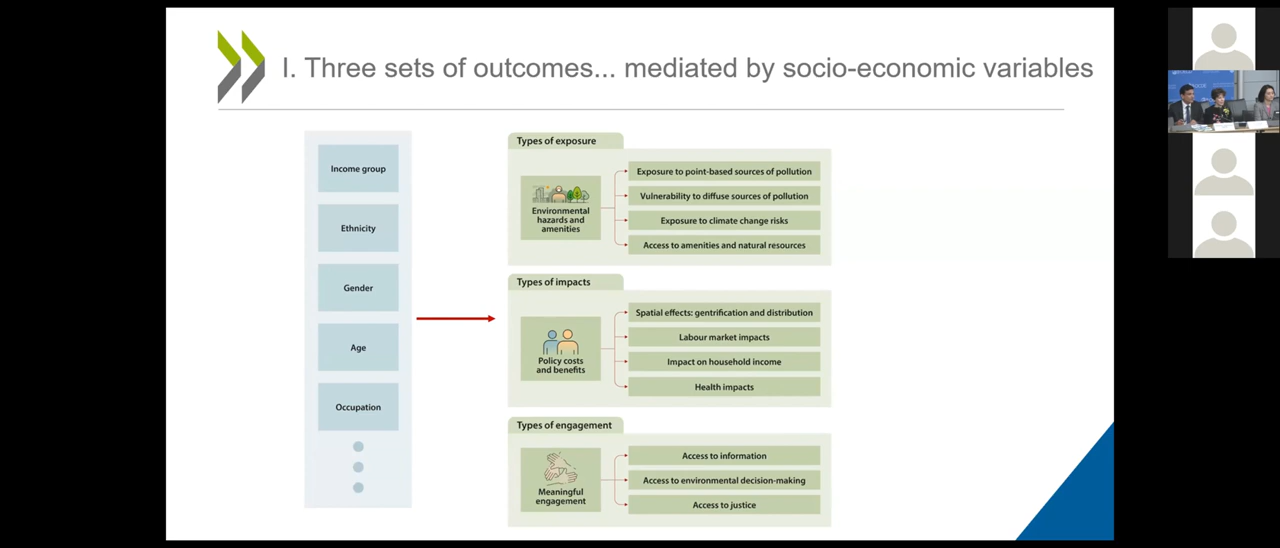 I. Three sets of outcomes... mediated by socio-economic variables
Income group
Ethnicity
Gender
Age
Occupation
Types of exposure
Environmental
hazards and
amenities
Exposure to point-based sources of pollution
Vulnerability to diffuse sources of pollution
Exposure to climate change risks
Access to amenities and natural resources
Types of impacts
Policy costs
and benefits
Spatial effects: gentrification and distribution
Labour market impacts
Impact on household income
Health impacts
Types of engagement
Meaningful
engagement
Access to information
Access to environmental decision-making
Access to justice